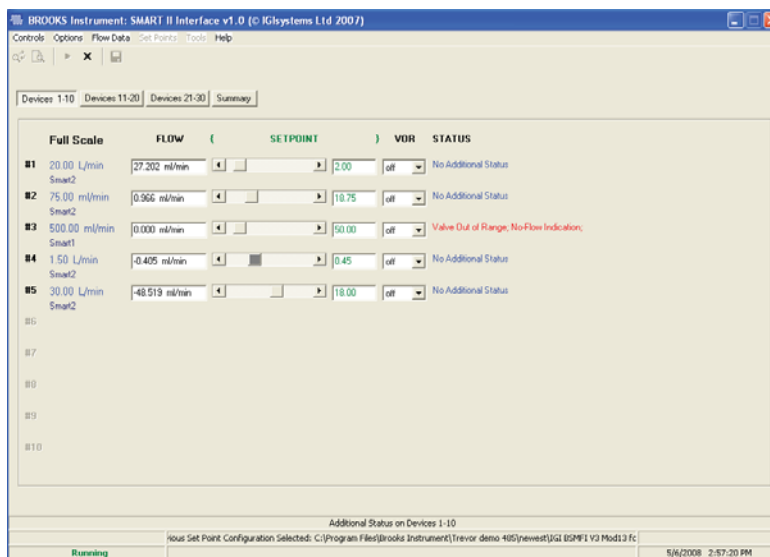 BROOKS Instrument: SMART II Interface v1.0 (© IGIsystems Ltd 2007)
Controls Options Flow Data Set Points Tools Help
Devices 1-10 Devices 11-20 Devices 21-30 Summary
Full Scale FLOW ( SETPOINT ) VOR STATUS
#1 20.00 L/min 27.202 ml/min 2.00 off No Additional Status
Smart2
#2 75.00 ml/min 0.966 ml/min 18.75 off No Additional Status
Smart2
#3 500.00 ml/min 0.000 ml/min 50.00 off Valve Out of Range; No-Flow Indication;
Smart1
#4 1.50 L/min -0.405 ml/min 0.45 off No Additional Status
Smart2
#5 30.00 L/min -48.519 ml/min 18.00 off No Additional Status
Smart2
#6
#7
#8
#9
#10
Additional Status on Devices 1-10
ious Set Point Configuration Selected: C:\Program Files\Brooks Instrument\Trevor demo 485\newest\IGI BSMFI V3 Mod13 fc
Running 5/6/2008 2:57:20 PM